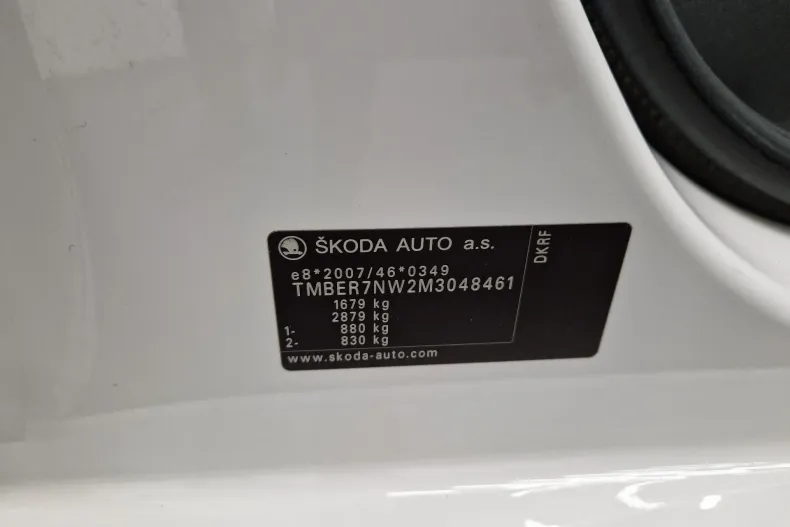 ŠKODA AUTO a.s.
DKRF
e8*2007/46*0349
TMBER7NW2M3048461
1679 kg
2879 kg
1- 880 kg
2- 830 kg
www.skoda-auto.com